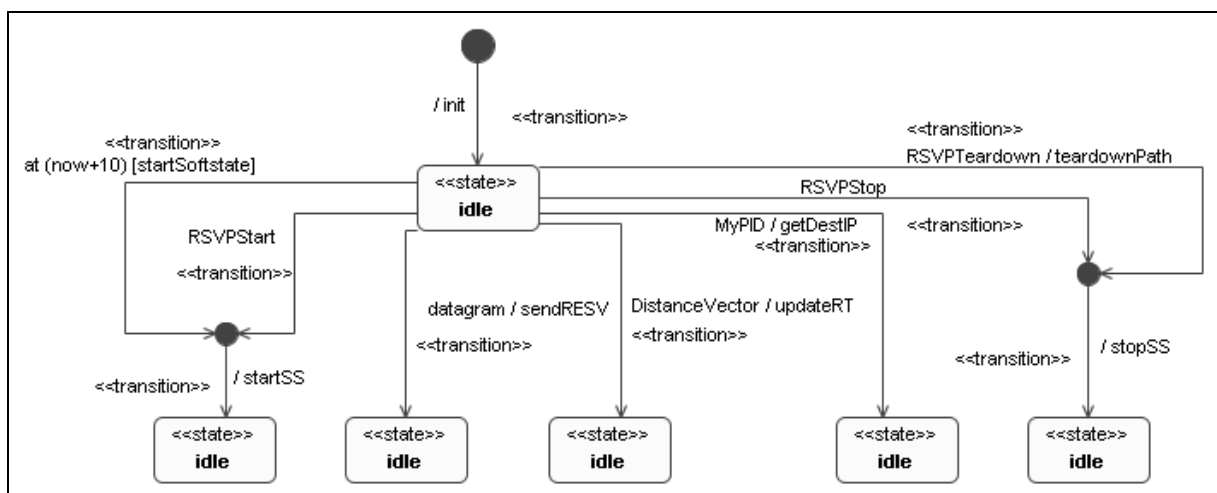 / init
<<transition>>
<<transition>>
at (now+10) [startSoftstate]
<<transition>>
RSVPTeardown / teardownPath
<<state>>
idle
RSVPStop
RSVPStart
<<transition>>
MyPID / getDestIP
<<transition>>
<<transition>>
datagram / sendRESV
<<transition>>
DistanceVector / updateRT
<<transition>>
<<transition>>
/ startSS
<<transition>>
/ stopSS
<<state>>
idle
<<state>>
idle
<<state>>
idle
<<state>>
idle
<<state>>
idle